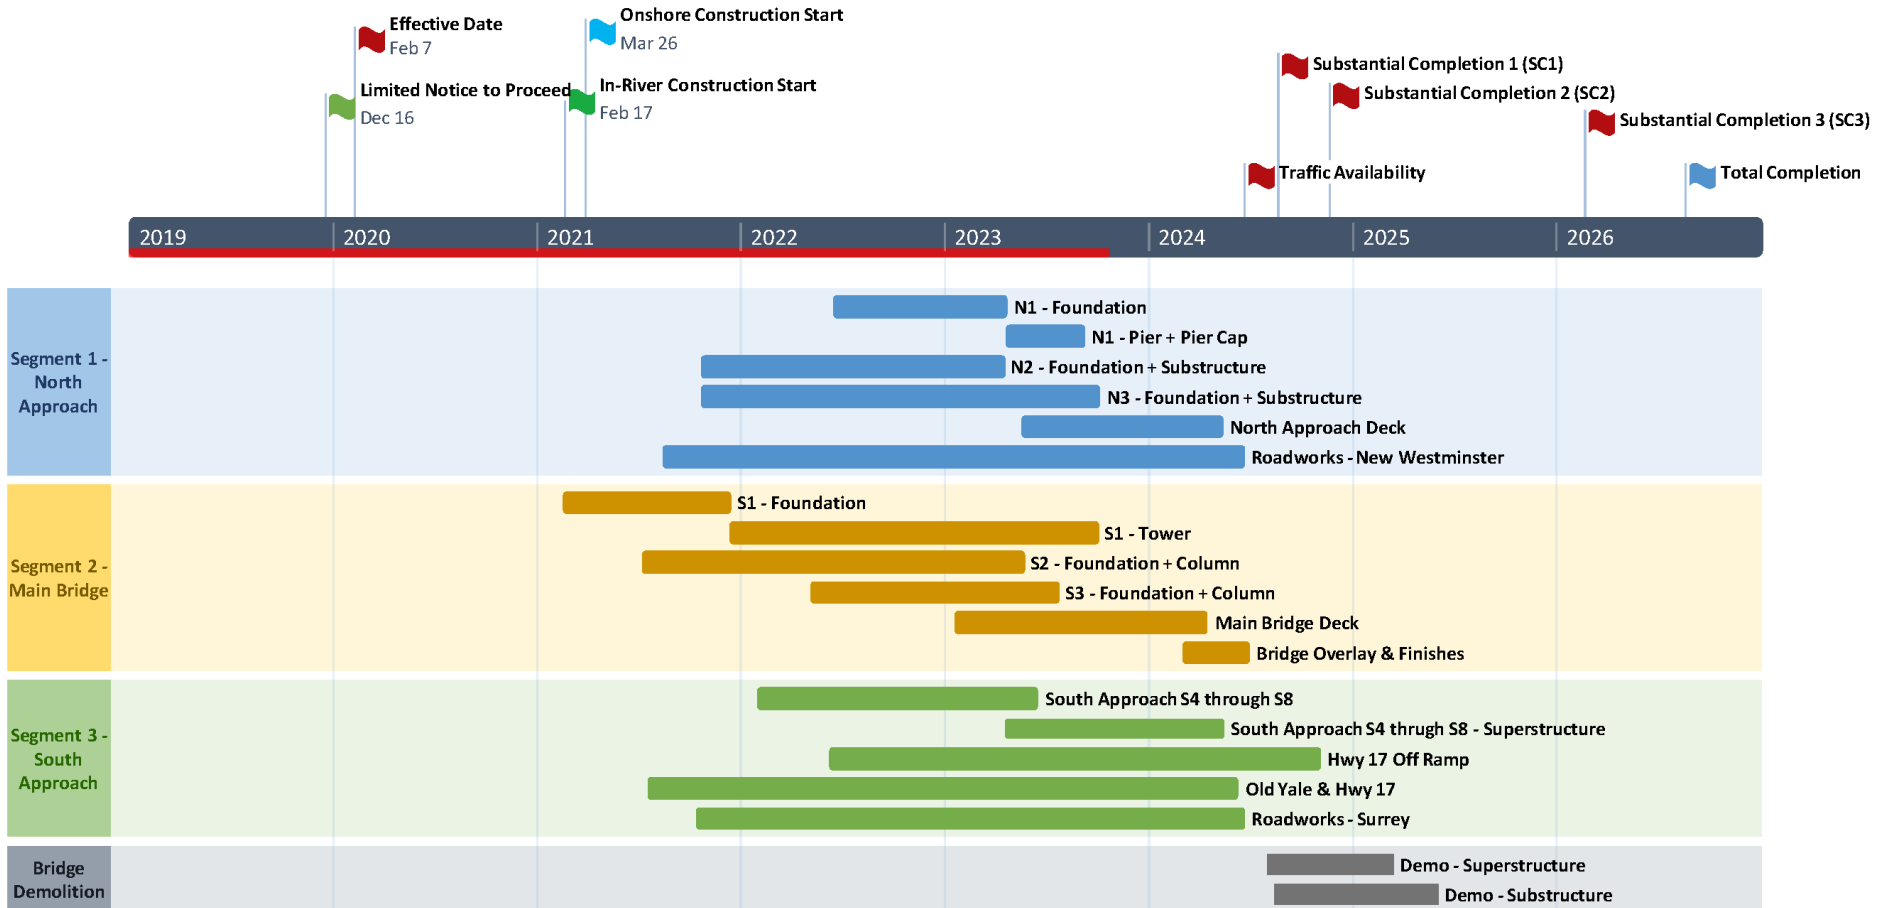 Effective Date
Feb 7
Onshore Construction Start
Mar 26
Limited Notice to Proceed
Dec 16
In-River Construction Start
Feb 17
Substantial Completion 1 (SC1)
Substantial Completion 2 (SC2)
Substantial Completion 3 (SC3)
Traffic Availability
Total Completion
2019 2020 2021 2022 2023 2024 2025 2026
Segment 1 -
North
Approach
N1 - Foundation
N1 - Pier + Pier Cap
N2 - Foundation + Substructure
N3 - Foundation + Substructure
North Approach Deck
Roadworks - New Westminster
Segment 2 -
Main Bridge
S1 - Foundation
S1 - Tower
S2 - Foundation + Column
S3 - Foundation + Column
Main Bridge Deck
Bridge Overlay & Finishes
Segment 3 -
South
Approach
South Approach S4 through S8
South Approach S4 thrugh S8 - Superstructure
Hwy 17 Off Ramp
Old Yale & Hwy 17
Roadworks - Surrey
Bridge
Demolition
Demo - Superstructure
Demo - Substructure